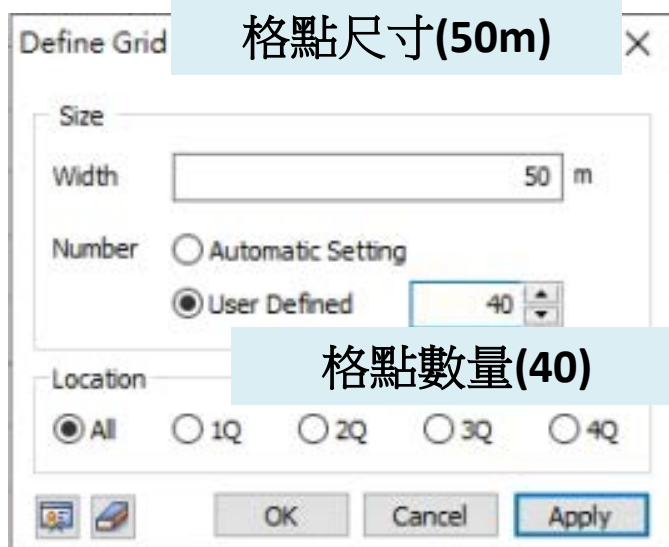 Define Grid
格點尺寸(50m)
Size
Width 50 m
Number Automatic Setting
User Defined 40
格點數量(40)
Location
All 1Q 2Q 3Q 4Q
OK Cancel Apply